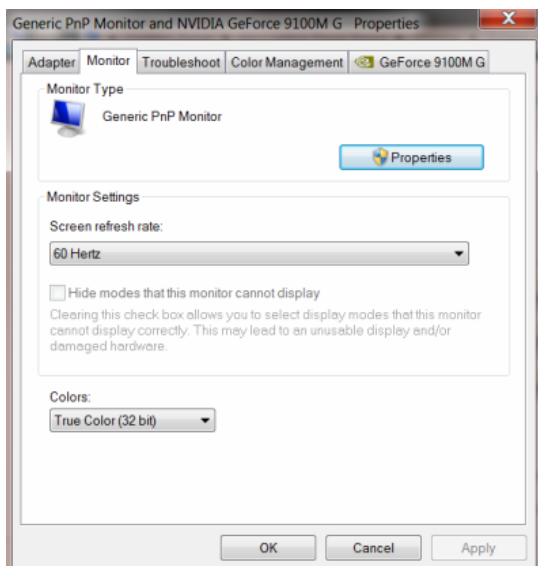 Generic PnP Monitor and NVIDIA GeForce 9100M G Properties
X
Adapter Monitor Troubleshoot Color Management GeForce 9100M G
Monitor Type
Generic PnP Monitor
Properties
Monitor Settings
Screen refresh rate:
60 Hertz
Hide modes that this monitor cannot display
Clearing this check box allows you to select display modes that this monitor
cannot display correctly. This may lead to an unusable display and/or
damaged hardware.
Colors:
True Color (32 bit)
OK Cancel Apply